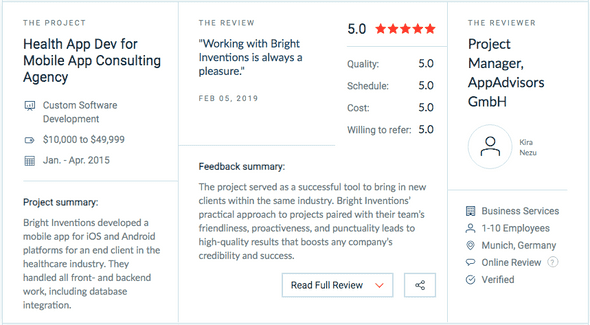 THE PROJECT
Health App Dev for
Mobile App Consulting
Agency
Custom Software
Development
$10,000 to $49,999
Jan. - Apr. 2015
Project summary:
Bright Inventions developed a
mobile app for iOS and Android
platforms for an end client in the
healthcare industry. They
handled all front- and backend
work, including database
integration.
THE REVIEW
"Working with Bright
Inventions is always a
pleasure."
FEB 05, 2019
5.0
Quality: 5.0
Schedule: 5.0
Cost: 5.0
Willing to refer: 5.0
Feedback summary:
The project served as a successful tool to bring in new
clients within the same industry. Bright Inventions'
practical approach to projects paired with their team's
friendliness, proactiveness, and punctuality leads to
high-quality results that boosts any company's
credibility and success.
Read Full Review
THE REVIEWER
Project
Manager,
AppAdvisors
GmbH
Kira
Nezu
Business Services
1-10 Employees
Munich, Germany
Online Review ?
Verified